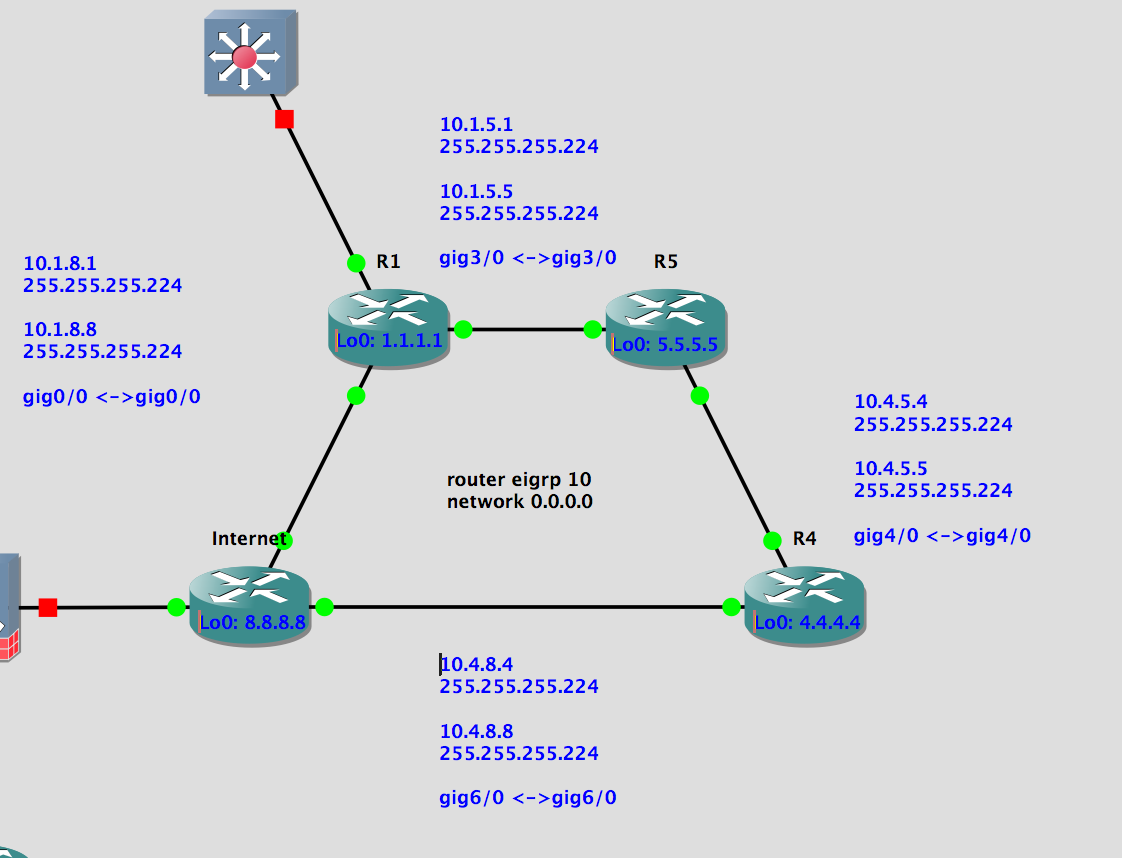 10.1.5.1
255.255.255.224
10.1.5.5
255.255.255.224
gig3/0 <->gig3/0
R1
R5
10.1.8.1
255.255.255.224
10.1.8.8
255.255.255.224
gig0/0 <->gig0/0
Lo0: 1.1.1.1
Lo0: 5.5.5.5
10.4.5.4
255.255.255.224
10.4.5.5
255.255.255.224
gig4/0 <->gig4/0
router eigrp 10
network 0.0.0.0
Internet
R4
Lo0: 8.8.8.8
Lo0: 4.4.4.4
10.4.8.4
255.255.255.224
10.4.8.8
255.255.255.224
gig6/0 <->gig6/0